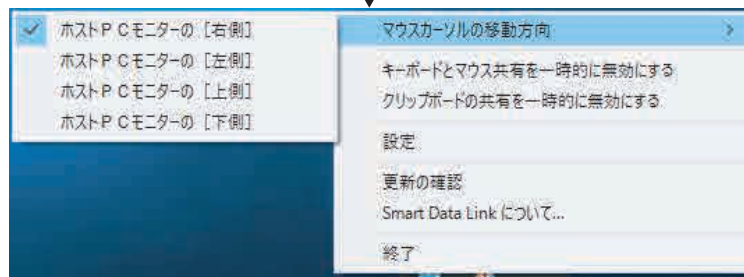 ホストＰＣモニターの［右側］
ホストＰＣモニターの［左側］
ホストＰＣモニターの［上側］
ホストＰＣモニターの［下側］
マウスカーソルの移動方向
キーボードとマウス共有を一時的に無効にする
クリップボードの共有を一時的に無効にする
設定
更新の確認
Smart Data Link について...
終了